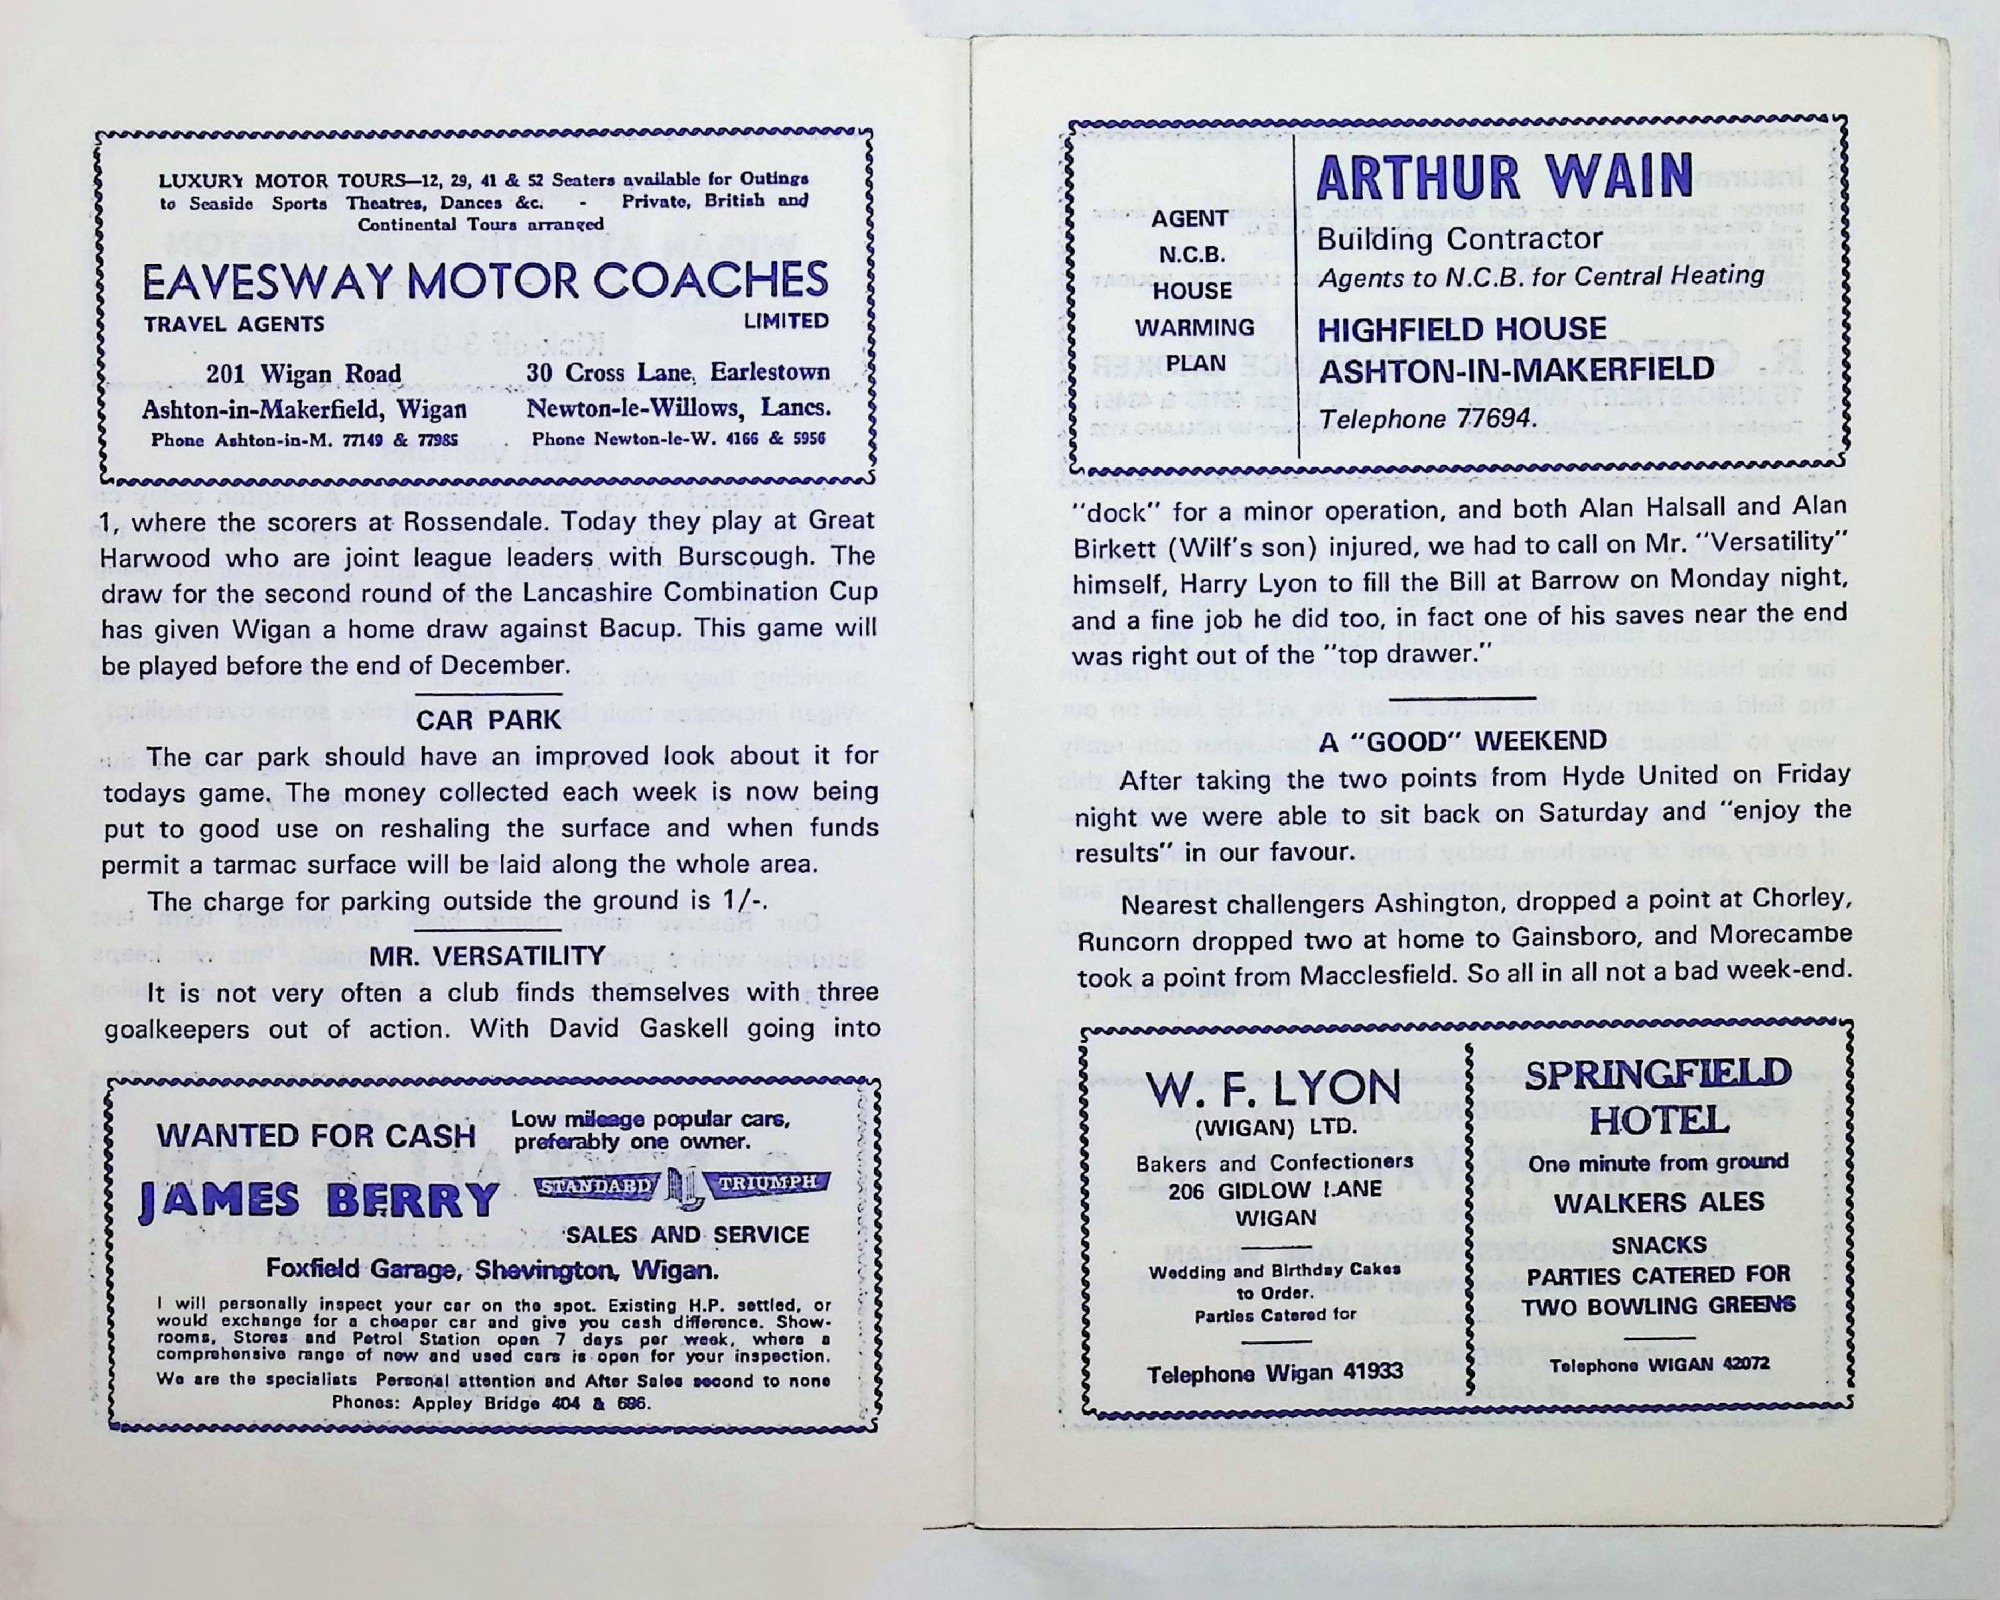 LUXURY MOTOR TOURS—12, 29, 41 & 52 Seaters available for Outings
to Seaside Sports Theatres, Dances &c. - Private, British and
Continental Tours arranged
EAVESWAY MOTOR COACHES
TRAVEL AGENTS LIMITED
201 Wigan Road
Ashton-in-Makerfield, Wigan
Phone Ashton-in-M. 77149 & 77985
30 Cross Lane, Earlestown
Newton-le-Willows, Lancs.
Phone Newton-le-W. 4166 & 5956
1, where the scorers at Rossendale. Today they play at Great
Harwood who are joint league leaders with Burscough. The
draw for the second round of the Lancashire Combination Cup
has given Wigan a home draw against Bacup. This game will
be played before the end of December.
CAR PARK
The car park should have an improved look about it for
todays game. The money collected each week is now being
put to good use on reshaling the surface and when funds
permit a tarmac surface will be laid along the whole area.
The charge for parking outside the ground is 1/-.
MR. VERSATILITY
It is not very often a club finds themselves with three
goalkeepers out of action. With David Gaskell going into
WANTED FOR CASH
Low mileage popular cars,
preferably one owner.
JAMES BERRY
STANDARD TRIUMPH
SALES AND SERVICE
Foxfield Garage, Shevington, Wigan.
I will personally inspect your car on the spot. Existing H.P. settled, or
would exchange for a cheaper car and give you cash difference. Show-
rooms, Stores and Petrol Station open 7 days per week, where a
comprehensive range of new and used cars is open for your inspection.
We are the specialists Personal attention and After Sales second to none
Phones: Appley Bridge 404 & 696.
AGENT
N.C.B.
HOUSE
WARMING
PLAN
ARTHUR WAIN
Building Contractor
Agents to N.C.B. for Central Heating
HIGHFIELD HOUSE
ASHTON-IN-MAKERFIELD
Telephone 77694.
"dock" for a minor operation, and both Alan Halsall and Alan
Birkett (Wilf's son) injured, we had to call on Mr. "Versatility"
himself, Harry Lyon to fill the Bill at Barrow on Monday night,
and a fine job he did too, in fact one of his saves near the end
was right out of the "top drawer."
A "GOOD" WEEKEND
After taking the two points from Hyde United on Friday
night we were able to sit back on Saturday and "enjoy the
results" in our favour.
Nearest challengers Ashington, dropped a point at Chorley,
Runcorn dropped two at home to Gainsboro, and Morecambe
took a point from Macclesfield. So all in all not a bad week-end.
W. F. LYON
(WIGAN) LTD.
Bakers and Confectioners
206 GIDLOW LANE
WIGAN
Wedding and Birthday Cakes
to Order.
Parties Catered for
Telephone Wigan 41933
SPRINGFIELD
HOTEL
One minute from ground
WALKERS ALES
SNACKS
PARTIES CATERED FOR
TWO BOWLING GREENS
Telephone WIGAN 42072